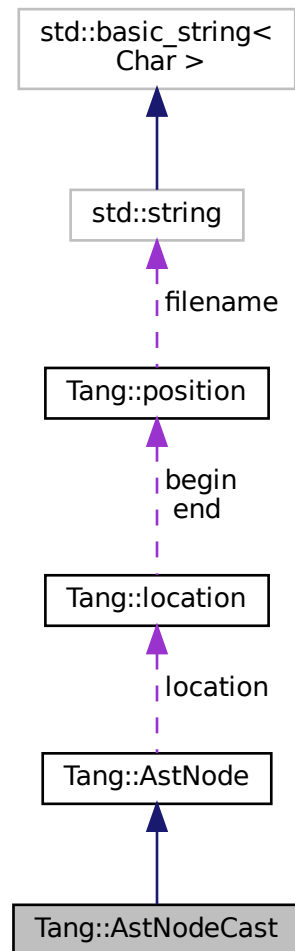 std::basic_string<
Char >
std::string
filename
Tang::position
begin
end
Tang::location
location
Tang::AstNode
Tang::AstNodeCast